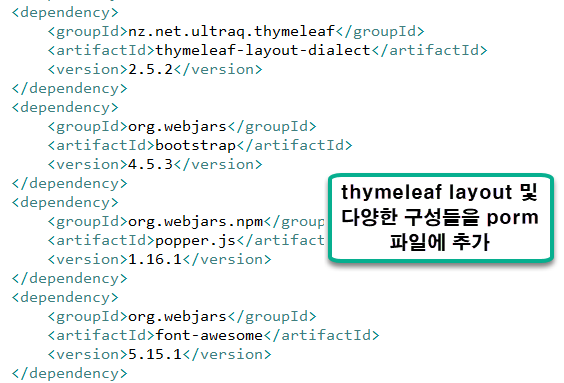 <dependency>
<groupId>nz.net.ultraq.thymeleaf</groupId>
<artifactId>thymeleaf-layout-dialect</artifactId>
<version>2.5.2</version>
</dependency>
<dependency>
<groupId>org.webjars</groupId>
<artifactId>bootstrap</artifactId>
<version>4.5.3</version>
</dependency>
<dependency>
<groupId>org.webjars.npm</group
<artifactId>popper.js</artifact
<version>1.16.1</version>
</dependency>
<dependency>
<groupId>org.webjars</groupId>
<artifactId>font-awesome</artifactId>
<version>5.15.1</version>
</dependency>
thymeleaf layout 및
다양한 구성들을 porm
파일에 추가